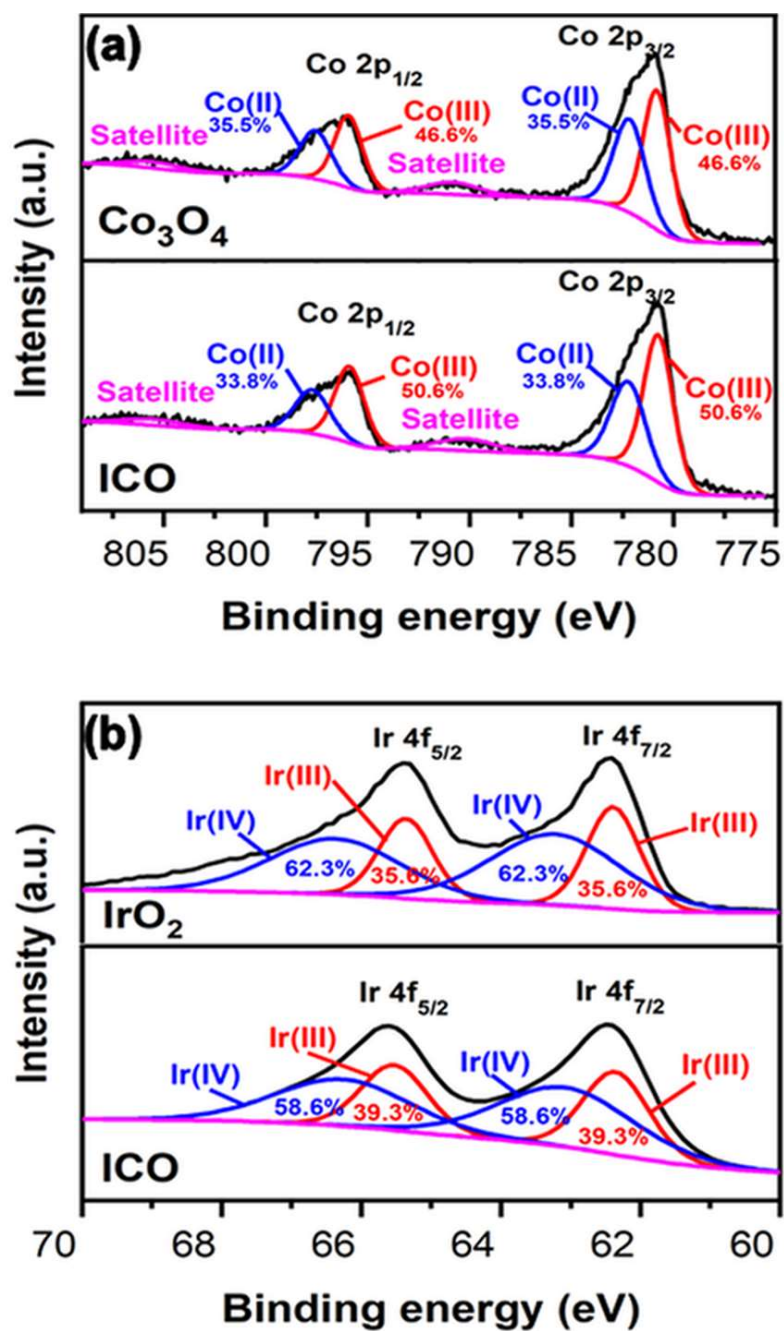 (a)
Intensity (a.u.)
Co 2p1/2
Co 2p3/2
Co(II)
35.5%
Co(III)
46.6%
Co(II)
35.5%
Co(III)
46.6%
Satellite
Satellite
Co3O4
Co 2p1/2
Co 2p3/2
Co(II)
33.8%
Co(III)
50.6%
Co(II)
33.8%
Co(III)
50.6%
Satellite
Satellite
ICO
805 800 795 790 785 780 775
Binding energy (eV)
(b)
Intensity (a.u.)
Ir 4f5/2
Ir 4f7/2
Ir(III)
Ir(IV)
Ir(IV)
Ir(III)
62.3%
35.6%
62.3%
35.6%
IrO2
Ir 4f5/2
Ir 4f7/2
Ir(III)
Ir(IV)
Ir(IV)
Ir(III)
58.6%
39.3%
58.6%
39.3%
ICO
70 68 66 64 62 60
Binding energy (eV)